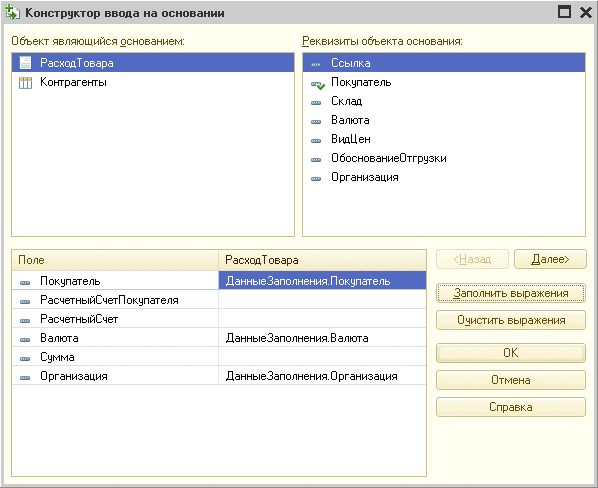 Конструктор ввода на основании
Объект являющийся основанием:
РасходТовара
Контрагенты
Реквизиты объекта основания:
Ссылка
Покупатель
Склад
Валюта
ВидЦен
ОбоснованиеОтгрузки
Организация
Поле РасходТовара
Покупатель ДанныеЗаполнения.Покупатель
РасчетныйСчетПокупателя
РасчетныйСчет
Валюта ДанныеЗаполнения.Валюта
Сумма
Организация ДанныеЗаполнения.Организация
<Назад Далее>
Заполнить выражения
Очистить выражения
OK
Отмена
Справка